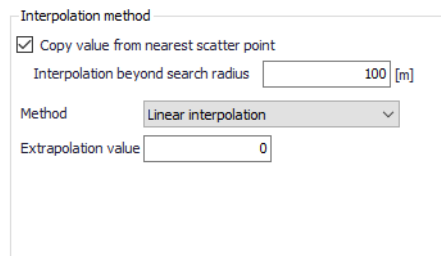 Interpolation method
Copy value from nearest scatter point
Interpolation beyond search radius 100 [m]
Method Linear interpolation
Extrapolation value 0